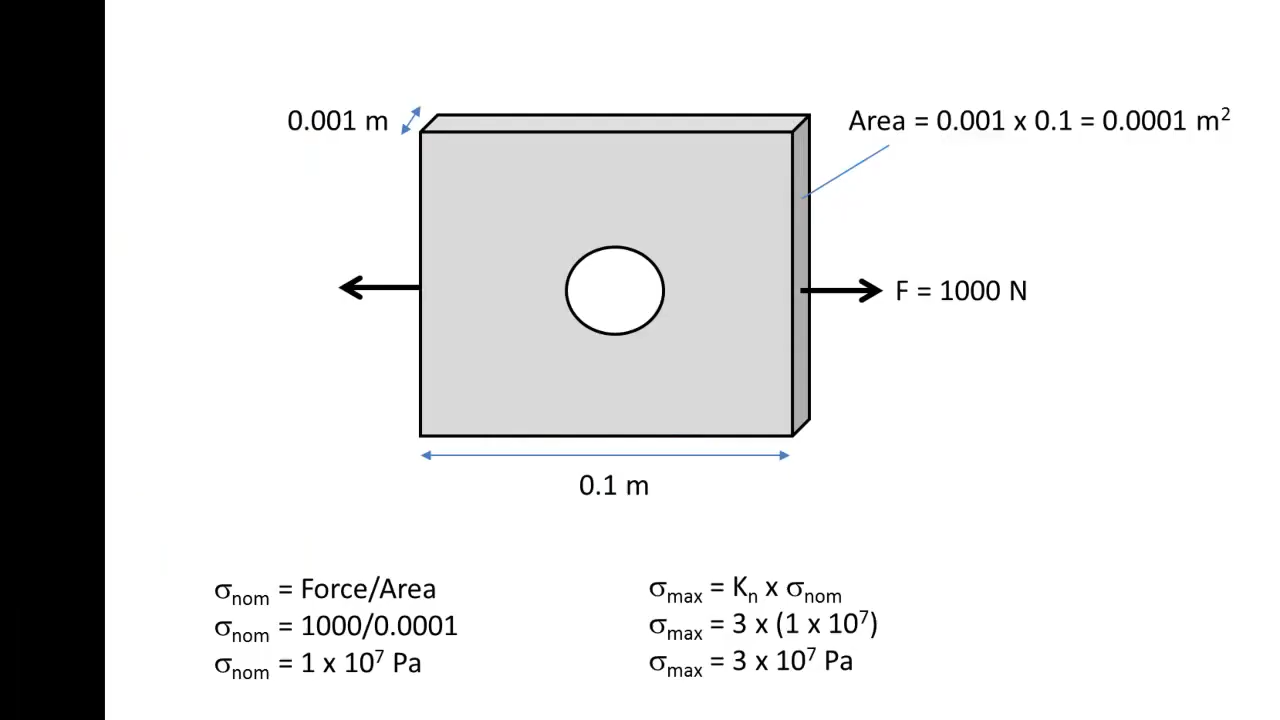 0.001 m
Area = 0.001 x 0.1 = 0.0001 m²
F = 1000 N
0.1 m
σnom = Force/Area
σnom = 1000/0.0001
σnom = 1 x 10⁷ Pa
σmax = Kn x σnom
σmax = 3 x (1 x 10⁷)
σmax = 3 x 10⁷ Pa